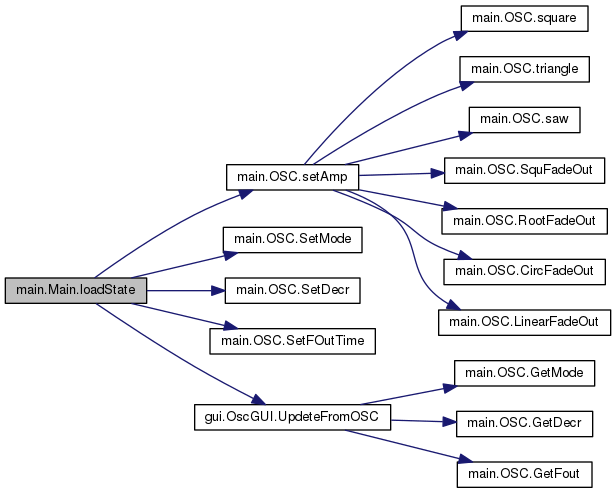 main.OSC.square
main.OSC.triangle
main.OSC.saw
main.OSC.setAmp
main.OSC.SquFadeOut
main.OSC.RootFadeOut
main.OSC.SetMode
main.OSC.CircFadeOut
main.Main.loadState
main.OSC.SetDecr
main.OSC.LinearFadeOut
main.OSC.SetFOutTime
main.OSC.GetMode
gui.OscGUI.UpdeteFromOSC
main.OSC.GetDecr
main.OSC.GetFout